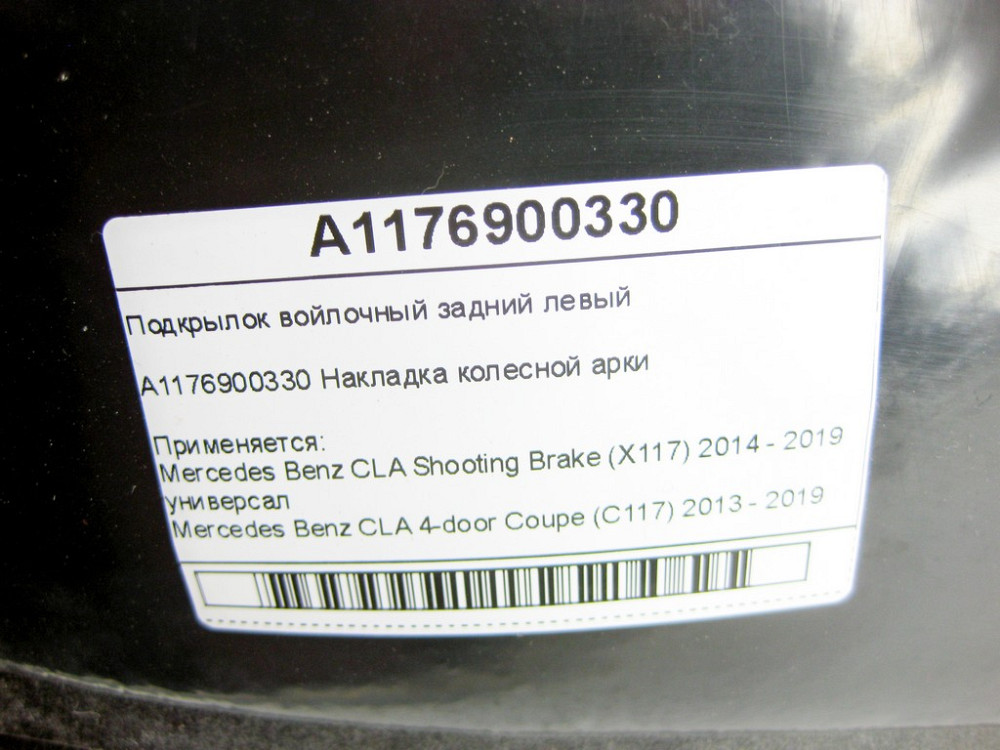 A1176900330
Подкрылок войлочный задний левый
A1176900330 Накладка колесной арки
Применяется:
Mercedes Benz CLA Shooting Brake (X117) 2014 - 2019
универсал
Mercedes Benz CLA 4-door Coupe (C117) 2013 - 2019